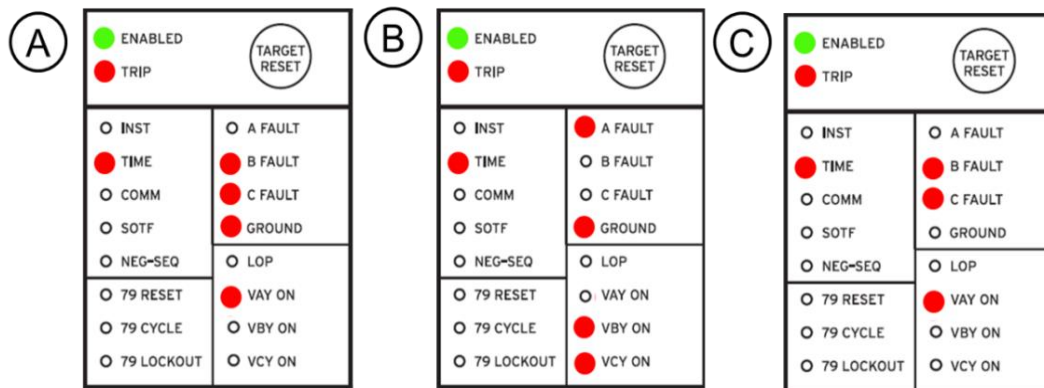 A
ENABLED
TRIP
TARGET
RESET
INST
TIME
COMM
SOTF
NEG-SEQ
79 RESET
79 CYCLE
79 LOCKOUT
A FAULT
B FAULT
C FAULT
GROUND
LOP
VAY ON
VBY ON
VCY ON
B
ENABLED
TRIP
TARGET
RESET
INST
TIME
COMM
SOTF
NEG-SEQ
79 RESET
79 CYCLE
79 LOCKOUT
A FAULT
B FAULT
C FAULT
GROUND
LOP
VAY ON
VBY ON
VCY ON
C
ENABLED
TRIP
TARGET
RESET
INST
TIME
COMM
SOTF
NEG-SEQ
79 RESET
79 CYCLE
79 LOCKOUT
A FAULT
B FAULT
C FAULT
GROUND
LOP
VAY ON
VBY ON
VCY ON